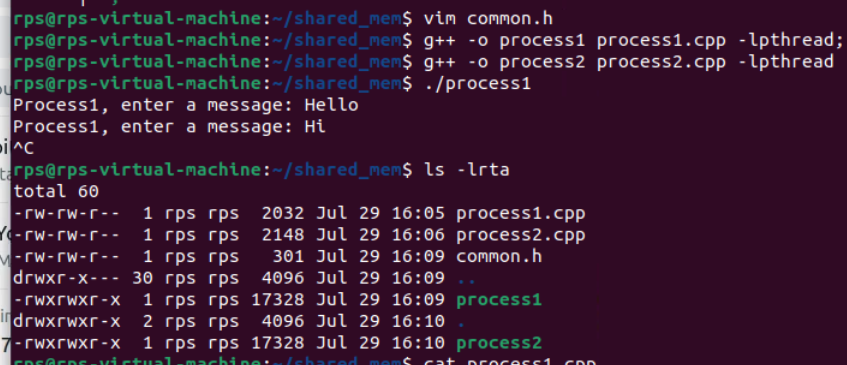 rps@rps-virtual-machine:~/shared_mem$ vim common.h
rps@rps-virtual-machine:~/shared_mem$ g++ -o process1 process1.cpp -lpthread;
rps@rps-virtual-machine:~/shared_mem$ g++ -o process2 process2.cpp -lpthread
rps@rps-virtual-machine:~/shared_mem$ ./process1
Process1, enter a message: Hello
Process1, enter a message: Hi
^C
rps@rps-virtual-machine:~/shared_mem$ ls -lrta
total 60
-rw-rw-r--  1 rps rps  2032 Jul 29 16:05 process1.cpp
-rw-rw-r--  1 rps rps  2148 Jul 29 16:06 process2.cpp
-rw-rw-r--  1 rps rps   301 Jul 29 16:09 common.h
drwxr-x--- 30 rps rps  4096 Jul 29 16:09 ..
-rwxrwxr-x  1 rps rps 17328 Jul 29 16:09 process1
drwxrwxr-x  2 rps rps  4096 Jul 29 16:10 .
-rwxrwxr-x  1 rps rps 17328 Jul 29 16:10 process2
rps@rps-virtual-machine:~/shared_mem$ cat process1.cpp